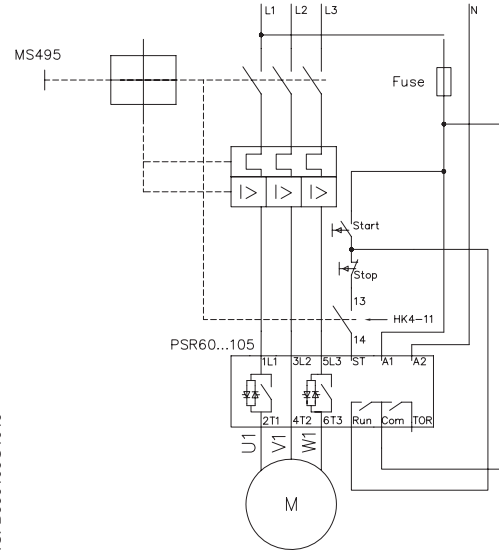 L1 L2 L3 N
MS495
Fuse
I> I> I>
Start
Stop
13
HK4-11
14
PSR60...105
1L1 3L2 5L3 ST A1 A2
2T1 4T2 6T3 Run Com TOR
U1 V1 W1
M